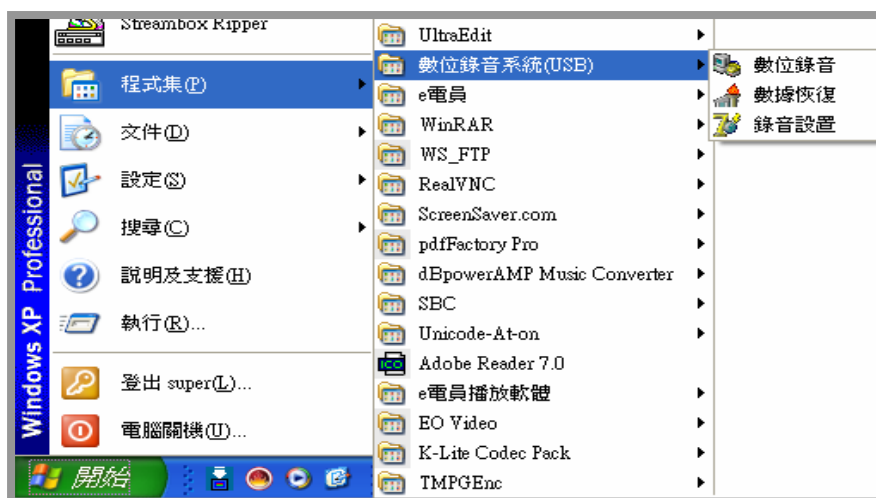 Streambox Ripper
程式集(P)
文件(D)
設定(S)
搜尋(C)
說明及支援(H)
執行(R)...
登出 super(L)...
電腦關機(U)...
Windows XP Professional
開始
UltraEdit
數位錄音系統(USB)
e電員
WinRAR
WS_FTP
RealVNC
ScreenSaver.com
pdfFactory Pro
dBpowerAMP Music Converter
SBC
Unicode-At-on
Adobe Reader 7.0
e電員播放軟體
EO Video
K-Lite Codec Pack
TMPGEnc
數位錄音
數據恢復
錄音設置